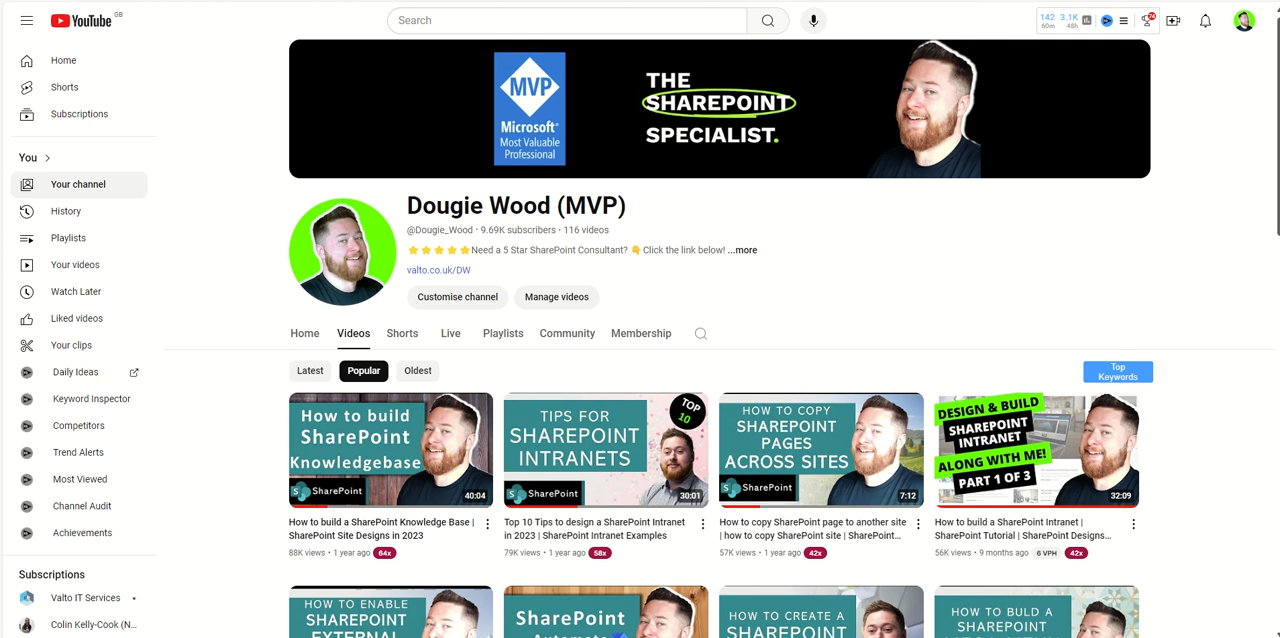 YouTube GB
Search
142 3.1K
60m 48h
24
Home
Shorts
Subscriptions
You
Your channel
History
Playlists
Your videos
Watch Later
Liked videos
Your clips
Daily Ideas
Keyword Inspector
Competitors
Trend Alerts
Most Viewed
Channel Audit
Achievements
Subscriptions
Valto IT Services
Colin Kelly-Cook (N...
MVP
Microsoft®
Most Valuable
Professional
THE
SHAREPOINT
SPECIALIST.
Dougie Wood (MVP)
@Dougie_Wood · 9.69K subscribers · 116 videos
⭐⭐⭐⭐⭐Need a 5 Star SharePoint Consultant? 👇 Click the link below! ...more
valto.co.uk/DW
Customise channel Manage videos
Home Videos Shorts Live Playlists Community Membership
Latest Popular Oldest
Top
Keywords
How to build
SharePoint
Knowledgebase
S SharePoint
40:04
How to build a SharePoint Knowledge Base |
SharePoint Site Designs in 2023
88K views · 1 year ago 64x
TOP
10
TIPS FOR
SHAREPOINT
INTRANETS
S SharePoint
30:01
Top 10 Tips to design a SharePoint Intranet
in 2023 | SharePoint Intranet Examples
79K views · 1 year ago 58x
HOW TO COPY
SHAREPOINT
PAGES
ACROSS SITES
S SharePoint
7:12
How to copy SharePoint page to another site
| how to copy SharePoint site | SharePoint...
57K views · 1 year ago 42x
DESIGN & BUILD
SHAREPOINT
INTRANET
ALONG WITH ME!
PART 1 OF 3
32:09
How to build a SharePoint Intranet |
SharePoint Tutorial | SharePoint Designs...
56K views · 9 months ago 6 VPH 42x
HOW TO ENABLE
SHAREPOINT
EXTERNAL
SharePoint
HOW TO CREATE A
SHAREPOINT
HOW TO BUILD A
SHAREPOINT